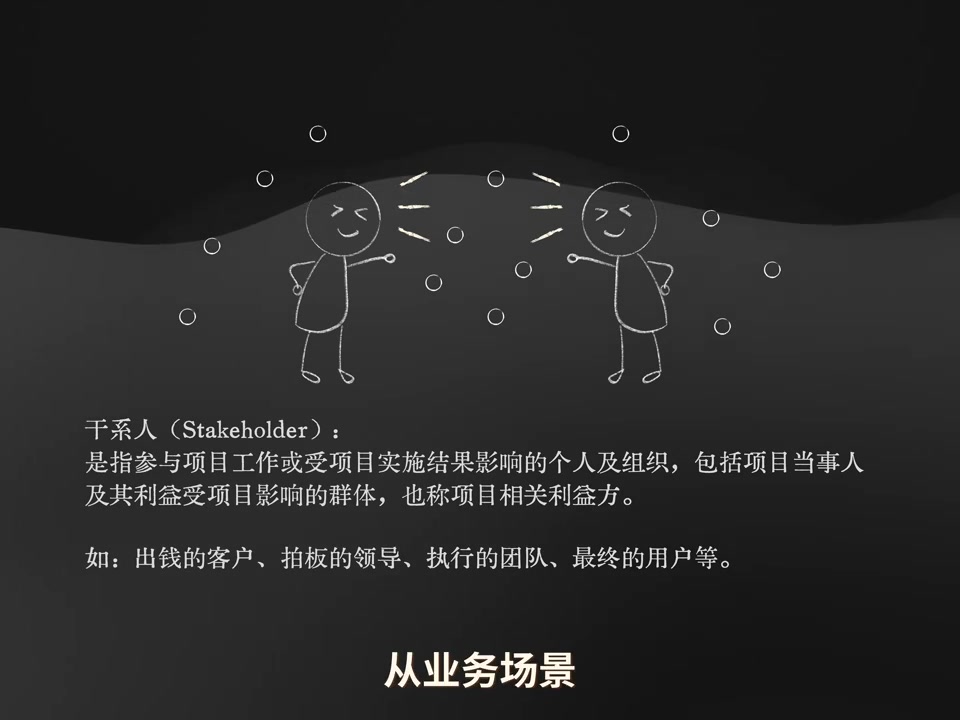 干系人（Stakeholder）：
是指参与项目工作或受项目实施结果影响的个人及组织，包括项目当事人
及其利益受项目影响的群体，也称项目相关利益方。
如：出钱的客户、拍板的领导、执行的团队、最终的用户等。
从业务场景